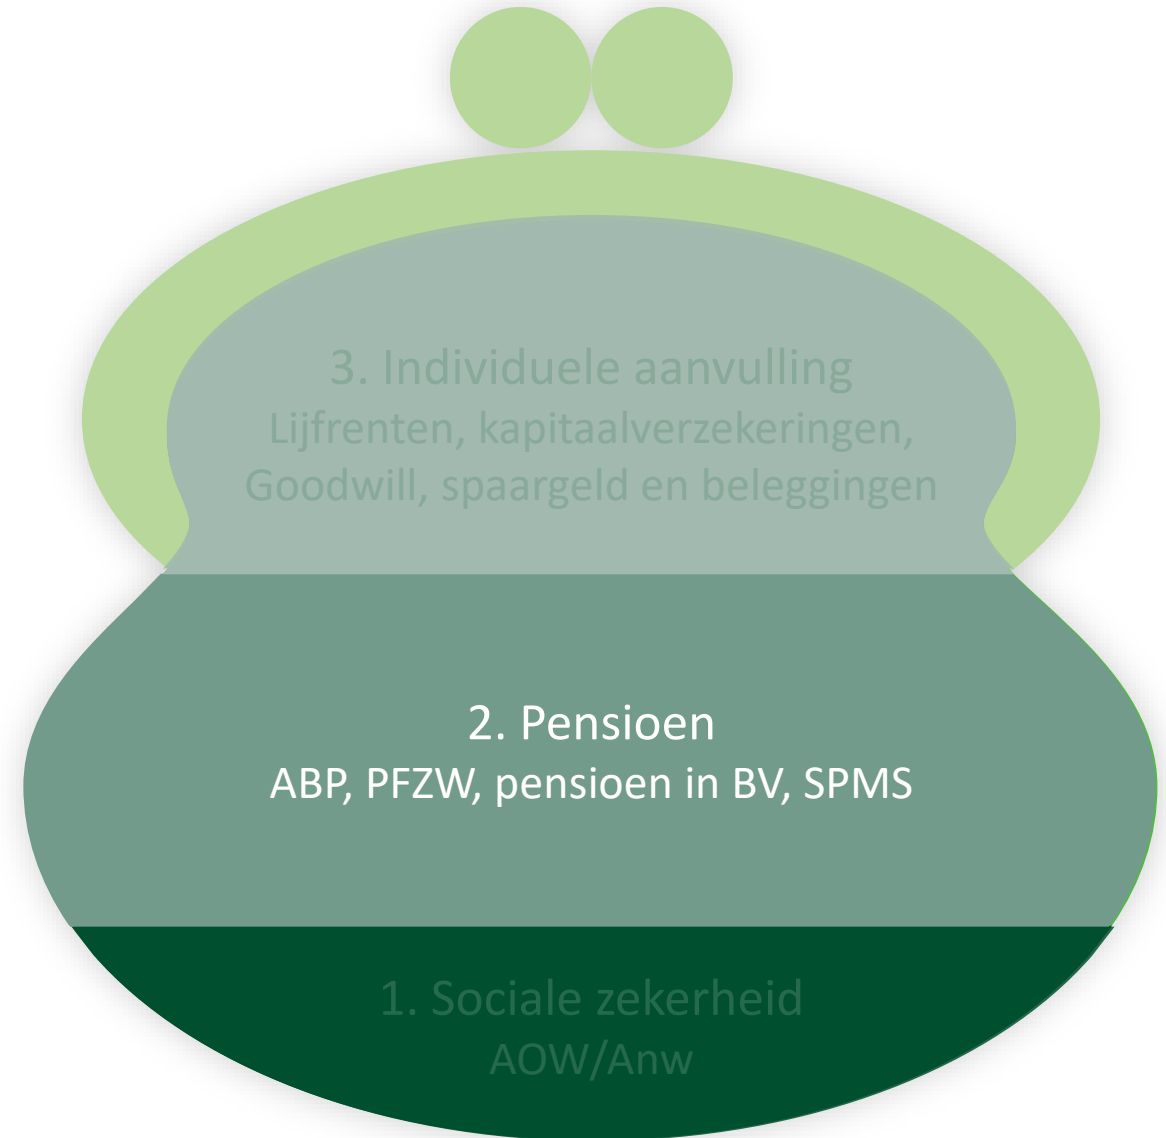 3. Individuele aanvulling
Lijfrenten, kapitaalverzekeringen,
Goodwill, spaargeld en beleggingen
2. Pensioen
ABP, PFZW, pensioen in BV, SPMS
1. Sociale zekerheid
AOW/Anw